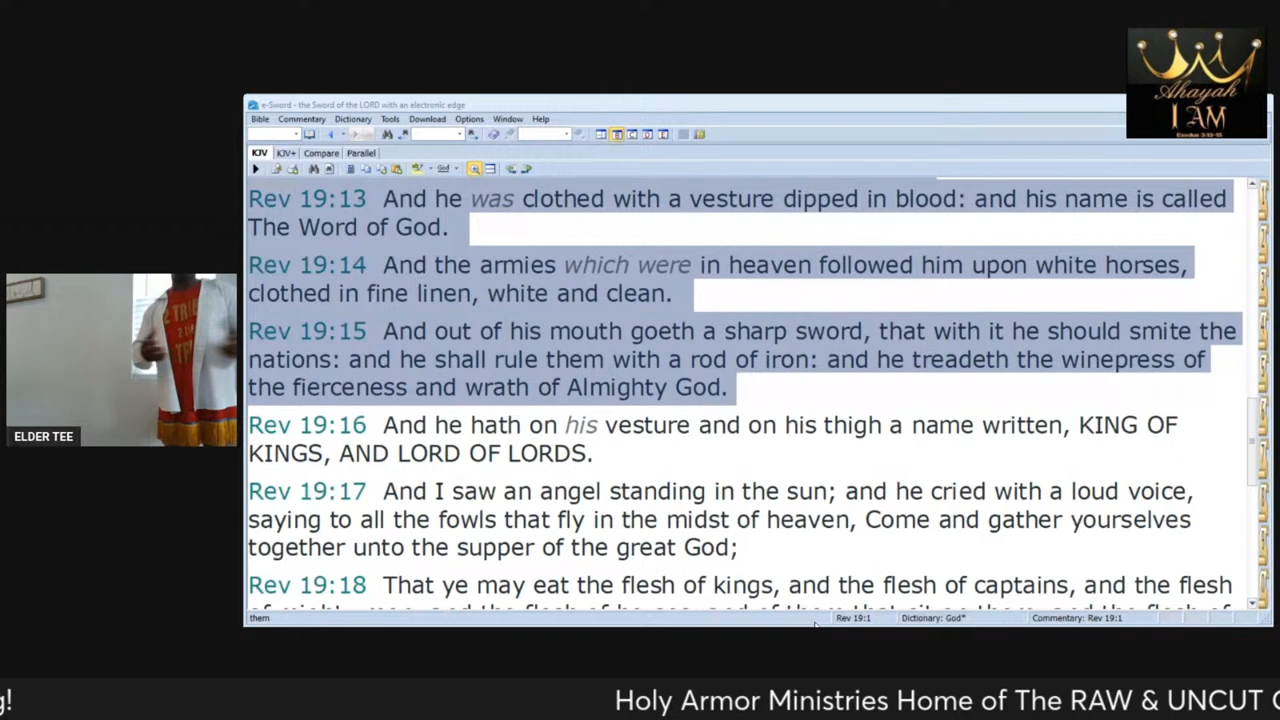 Ahayah
I AM
Exodus 3:13-15
e-Sword - the Sword of the LORD with an electronic edge
Bible Commentary Dictionary Tools Download Options Window Help
KJV KJV+ Compare Parallel
Rev 19:13 And he was clothed with a vesture dipped in blood: and his name is called
The Word of God.
Rev 19:14 And the armies which were in heaven followed him upon white horses,
clothed in fine linen, white and clean.
Rev 19:15 And out of his mouth goeth a sharp sword, that with it he should smite the
nations: and he shall rule them with a rod of iron: and he treadeth the winepress of
the fierceness and wrath of Almighty God.
Rev 19:16 And he hath on his vesture and on his thigh a name written, KING OF
KINGS, AND LORD OF LORDS.
Rev 19:17 And I saw an angel standing in the sun; and he cried with a loud voice,
saying to all the fowls that fly in the midst of heaven, Come and gather yourselves
together unto the supper of the great God;
Rev 19:18 That ye may eat the flesh of kings, and the flesh of captains, and the flesh
them Rev 19:1 Dictionary: God* Commentary: Rev 19:1
ELDER TEE
g! Holy Armor Ministries Home of The RAW & UNCUT